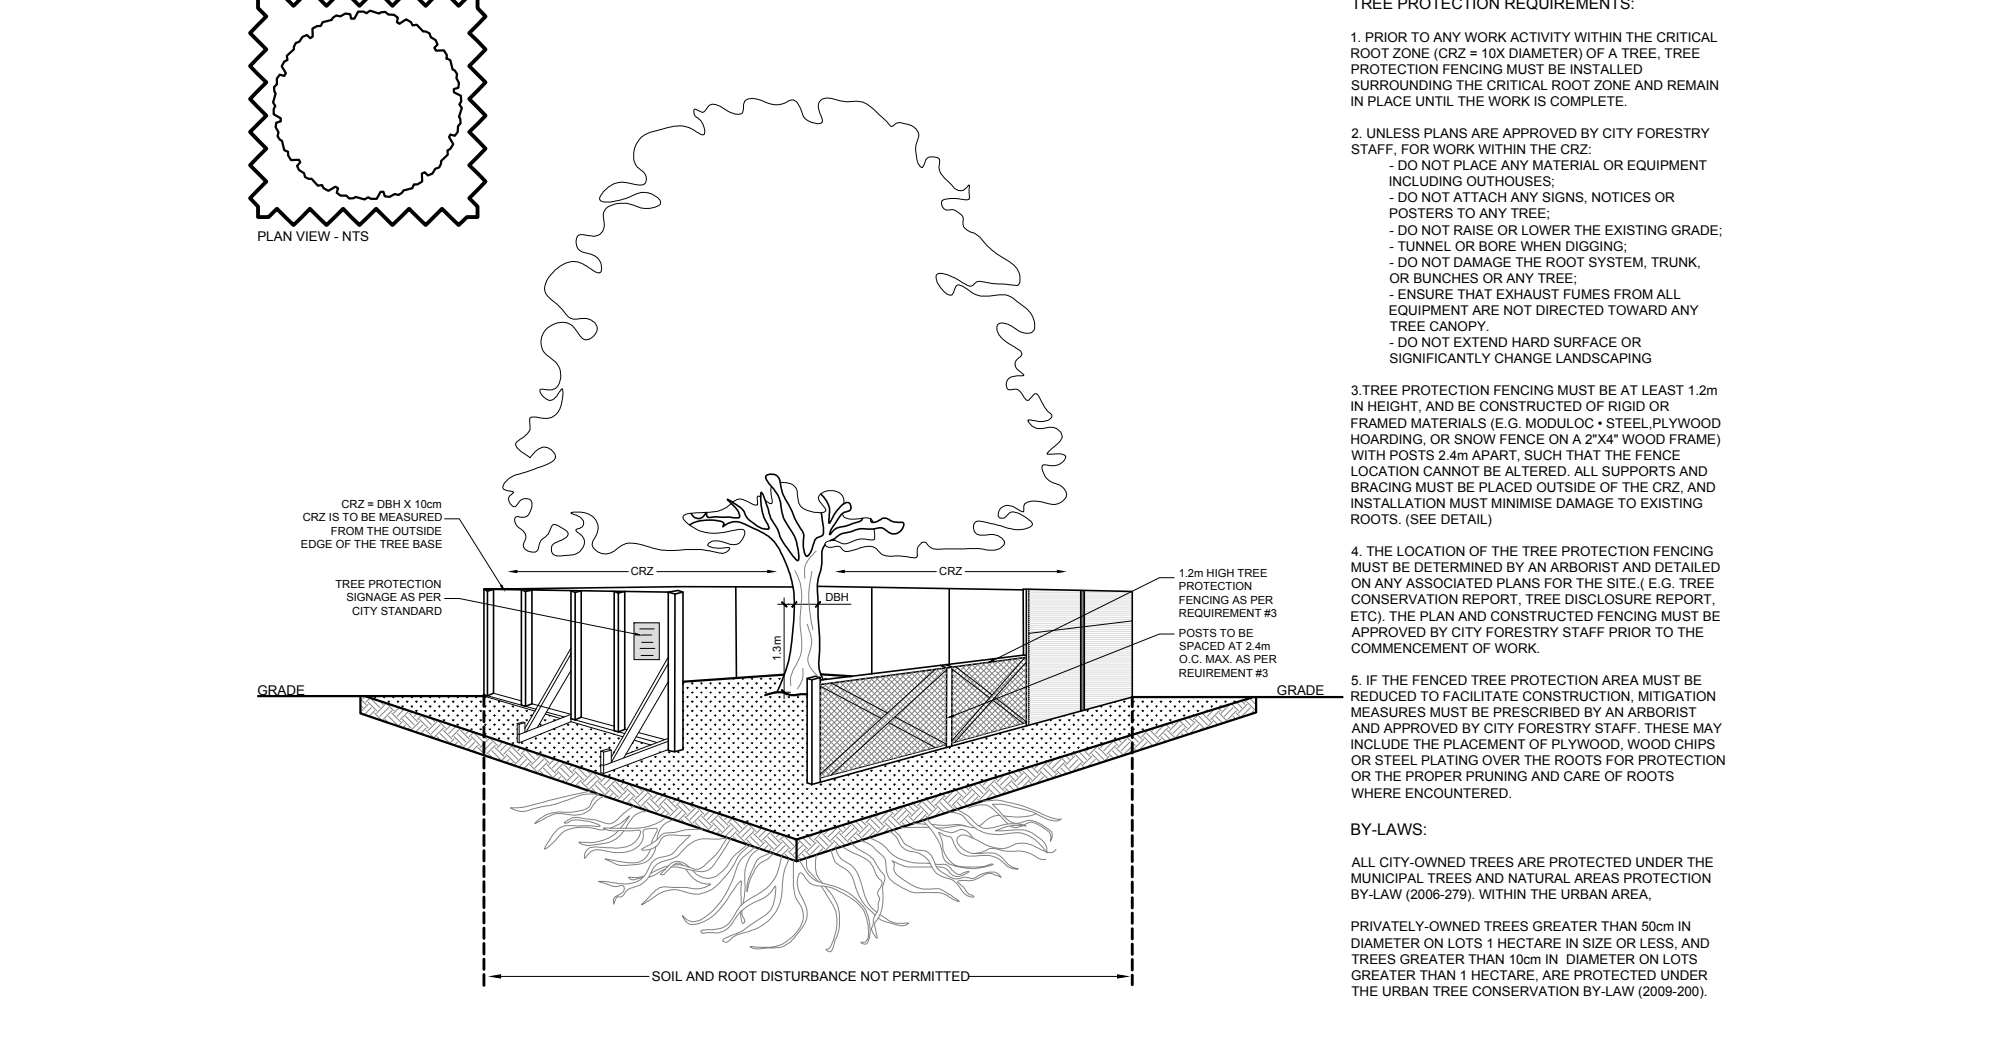 TREE PROTECTION REQUIREMENTS:
1. PRIOR TO ANY WORK ACTIVITY WITHIN THE CRITICAL
ROOT ZONE (CRZ = 10X DIAMETER) OF A TREE, TREE
PROTECTION FENCING MUST BE INSTALLED
SURROUNDING THE CRITICAL ROOT ZONE AND REMAIN
IN PLACE UNTIL THE WORK IS COMPLETE.
2. UNLESS PLANS ARE APPROVED BY CITY FORESTRY
STAFF, FOR WORK WITHIN THE CRZ:
- DO NOT PLACE ANY MATERIAL OR EQUIPMENT
INCLUDING OUTHOUSES;
- DO NOT ATTACH ANY SIGNS, NOTICES OR
POSTERS TO ANY TREE;
- DO NOT RAISE OR LOWER THE EXISTING GRADE;
- TUNNEL OR BORE WHEN DIGGING;
- DO NOT DAMAGE THE ROOT SYSTEM, TRUNK,
OR BUNCHES OR ANY TREE;
- ENSURE THAT EXHAUST FUMES FROM ALL
EQUIPMENT ARE NOT DIRECTED TOWARD ANY
TREE CANOPY.
- DO NOT EXTEND HARD SURFACE OR
SIGNIFICANTLY CHANGE LANDSCAPING
3.TREE PROTECTION FENCING MUST BE AT LEAST 1.2m
IN HEIGHT, AND BE CONSTRUCTED OF RIGID OR
FRAMED MATERIALS (E.G. MODULOC • STEEL,PLYWOOD
HOARDING, OR SNOW FENCE ON A 2"X4" WOOD FRAME)
WITH POSTS 2.4m APART, SUCH THAT THE FENCE
LOCATION CANNOT BE ALTERED. ALL SUPPORTS AND
BRACING MUST BE PLACED OUTSIDE OF THE CRZ, AND
INSTALLATION MUST MINIMISE DAMAGE TO EXISTING
ROOTS. (SEE DETAIL)
4. THE LOCATION OF THE TREE PROTECTION FENCING
MUST BE DETERMINED BY AN ARBORIST AND DETAILED
ON ANY ASSOCIATED PLANS FOR THE SITE.( E.G. TREE
CONSERVATION REPORT, TREE DISCLOSURE REPORT,
ETC). THE PLAN AND CONSTRUCTED FENCING MUST BE
APPROVED BY CITY FORESTRY STAFF PRIOR TO THE
COMMENCEMENT OF WORK.
5. IF THE FENCED TREE PROTECTION AREA MUST BE
REDUCED TO FACILITATE CONSTRUCTION, MITIGATION
MEASURES MUST BE PRESCRIBED BY AN ARBORIST
AND APPROVED BY CITY FORESTRY STAFF. THESE MAY
INCLUDE THE PLACEMENT OF PLYWOOD, WOOD CHIPS
OR STEEL PLATING OVER THE ROOTS FOR PROTECTION
OR THE PROPER PRUNING AND CARE OF ROOTS
WHERE ENCOUNTERED.
BY-LAWS:
ALL CITY-OWNED TREES ARE PROTECTED UNDER THE
MUNICIPAL TREES AND NATURAL AREAS PROTECTION
BY-LAW (2006-279). WITHIN THE URBAN AREA,
PRIVATELY-OWNED TREES GREATER THAN 50cm IN
DIAMETER ON LOTS 1 HECTARE IN SIZE OR LESS, AND
TREES GREATER THAN 10cm IN DIAMETER ON LOTS
GREATER THAN 1 HECTARE, ARE PROTECTED UNDER
THE URBAN TREE CONSERVATION BY-LAW (2009-200).
PLAN VIEW - NTS
CRZ = DBH X 10cm
CRZ IS TO BE MEASURED
FROM THE OUTSIDE
EDGE OF THE TREE BASE
TREE PROTECTION
SIGNAGE AS PER
CITY STANDARD
CRZ
CRZ
DBH
1.3m
1.2m HIGH TREE
PROTECTION
FENCING AS PER
REQUIREMENT #3
POSTS TO BE
SPACED AT 2.4m
O.C. MAX. AS PER
REUIREMENT #3
GRADE
GRADE
SOIL AND ROOT DISTURBANCE NOT PERMITTED